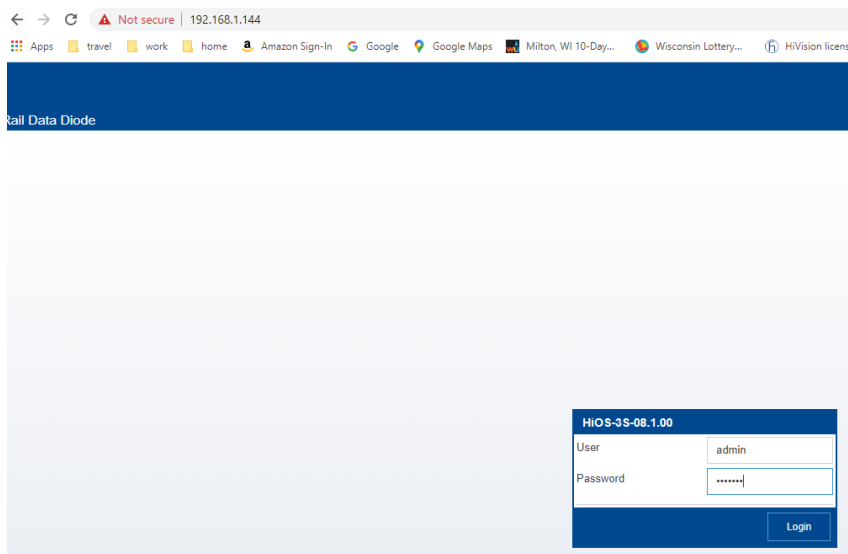 Not secure 192.168.1.144
Apps travel work home Amazon Sign-In Google Google Maps Milton, WI 10-Day... Wisconsin Lottery... HiVision licens
Rail Data Diode
HiOS-3S-08.1.00
User admin
Password •••••••
Login